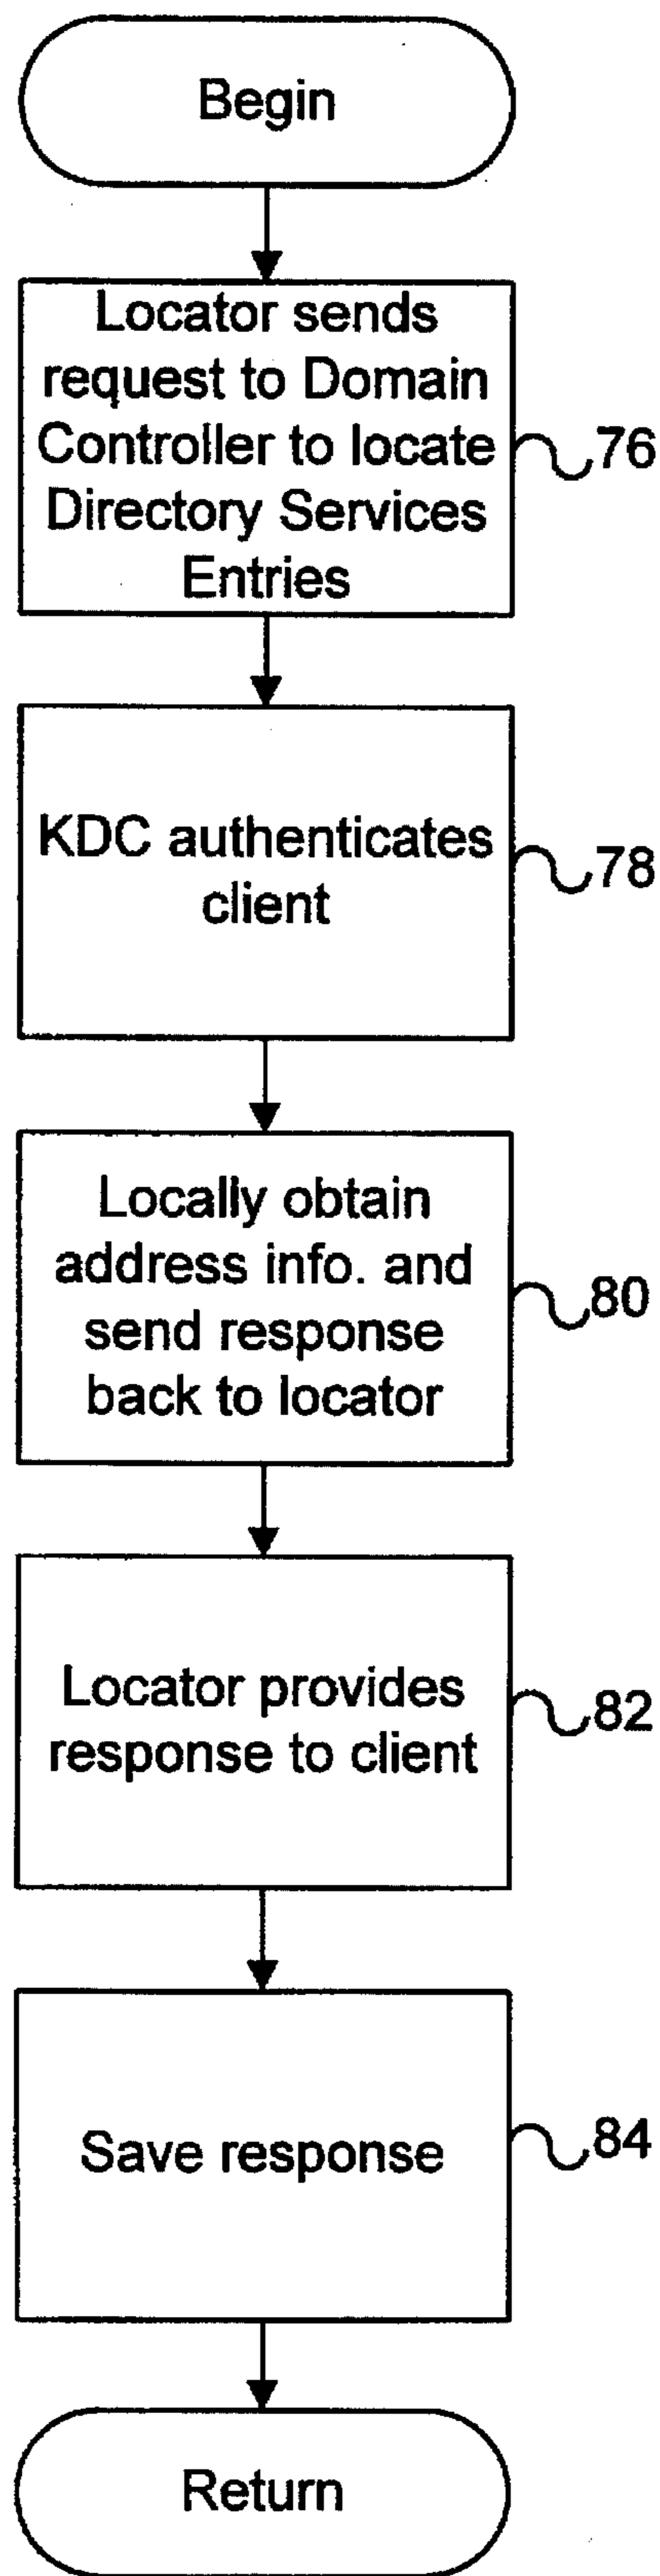 Begin
Locator sends
request to Domain
Controller to locate
Directory Services
Entries
76
KDC authenticates
client
78
Locally obtain
address info. and
send response
back to locator
80
Locator provides
response to client
82
Save response
84
Return